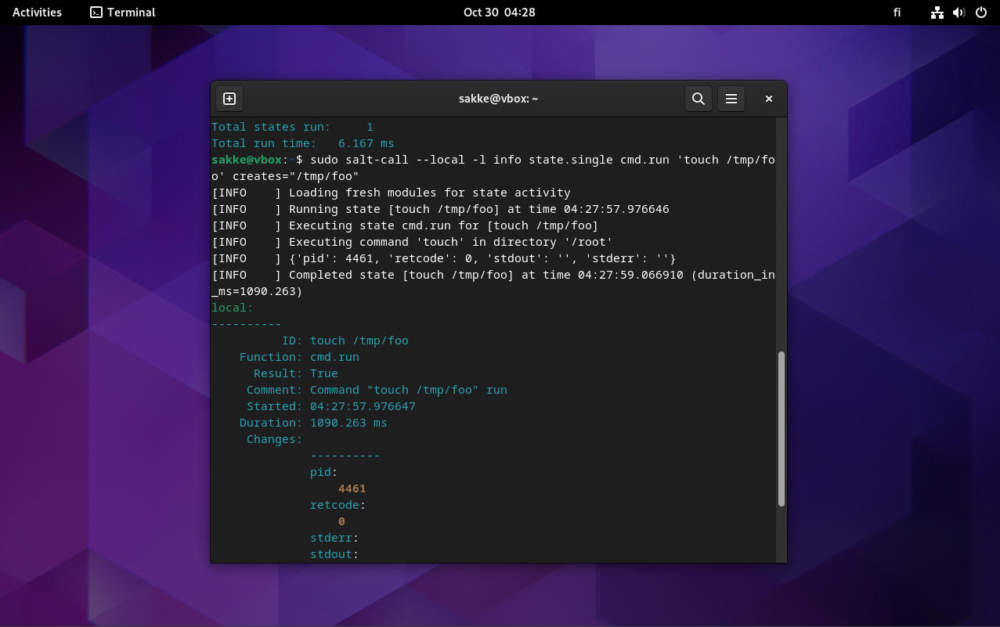 Activities Terminal Oct 30 04:28 fi
sakke@vbox: ~
Total states run:     1
Total run time:   6.167 ms
sakke@vbox:~$ sudo salt-call --local -l info state.single cmd.run 'touch /tmp/fo
o' creates="/tmp/foo"
[INFO    ] Loading fresh modules for state activity
[INFO    ] Running state [touch /tmp/foo] at time 04:27:57.976646
[INFO    ] Executing state cmd.run for [touch /tmp/foo]
[INFO    ] Executing command 'touch' in directory '/root'
[INFO    ] {'pid': 4461, 'retcode': 0, 'stdout': '', 'stderr': ''}
[INFO    ] Completed state [touch /tmp/foo] at time 04:27:59.066910 (duration_in
_ms=1090.263)
local:
----------
          ID: touch /tmp/foo
    Function: cmd.run
      Result: True
     Comment: Command "touch /tmp/foo" run
     Started: 04:27:57.976647
    Duration: 1090.263 ms
     Changes:
              ----------
              pid:
                  4461
              retcode:
                  0
              stderr:
              stdout: